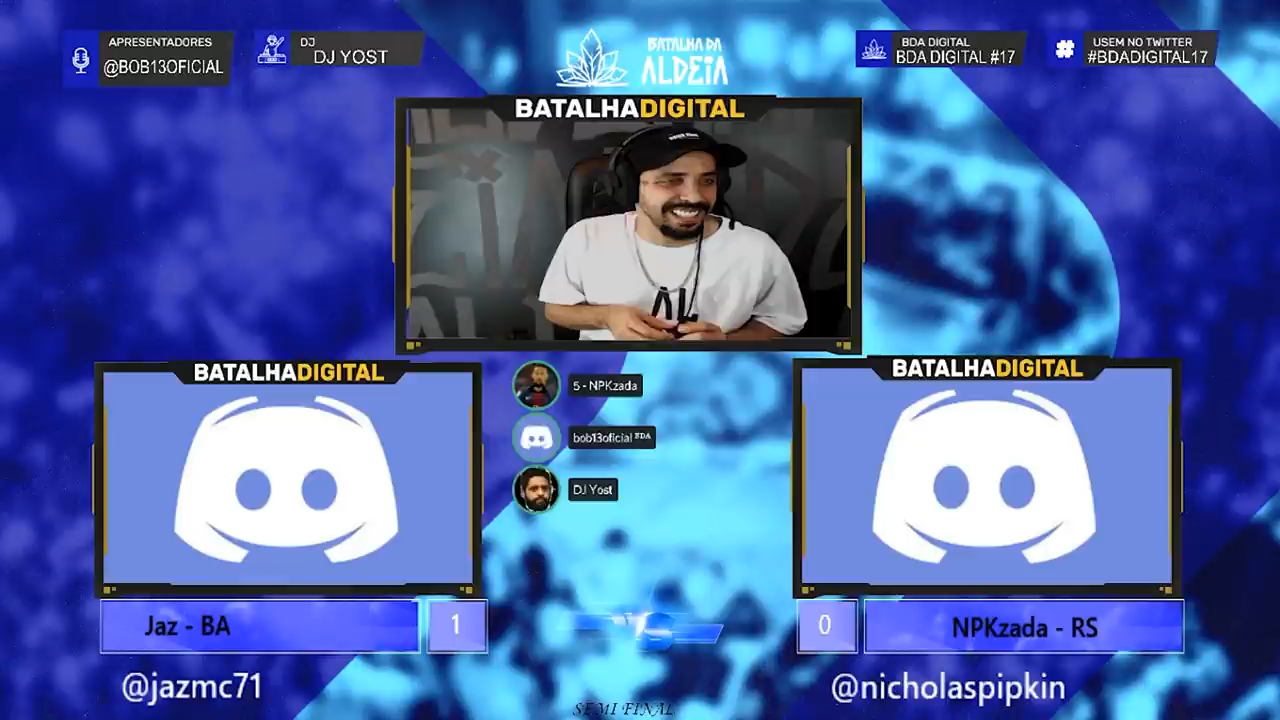 APRESENTADORES
@BOB13OFICIAL
DJ
DJ YOST
BATALHA DA
ALDEIA
BDA DIGITAL
BDA DIGITAL #17
#
USEM NO TWITTER
#BDADIGITAL17
BATALHADIGITAL
BATALHADIGITAL
BATALHADIGITAL
5 - NPKzada
bob13oficial BDA
DJ Yost
Jaz - BA
1
0
NPKzada - RS
@jazmc71
@nicholaspipkin
SEMI FINAL